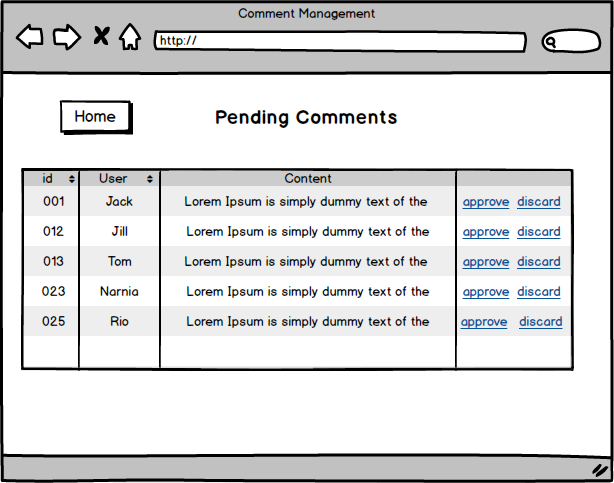 Comment Management
http://
Home
Pending Comments
id User Content
001 Jack Lorem Ipsum is simply dummy text of the approve discard
012 Jill Lorem Ipsum is simply dummy text of the approve discard
013 Tom Lorem Ipsum is simply dummy text of the approve discard
023 Narnia Lorem Ipsum is simply dummy text of the approve discard
025 Rio Lorem Ipsum is simply dummy text of the approve discard